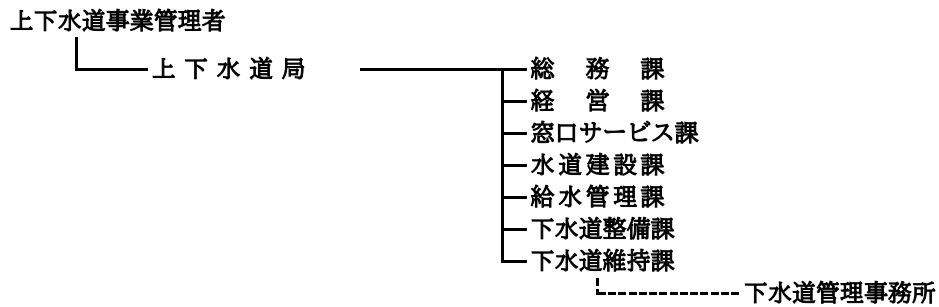 上下水道事業管理者
上下水道局 総務課
経営課
窓口サービス課
水道建設課
給水管理課
下水道整備課
下水道維持課
下水道管理事務所